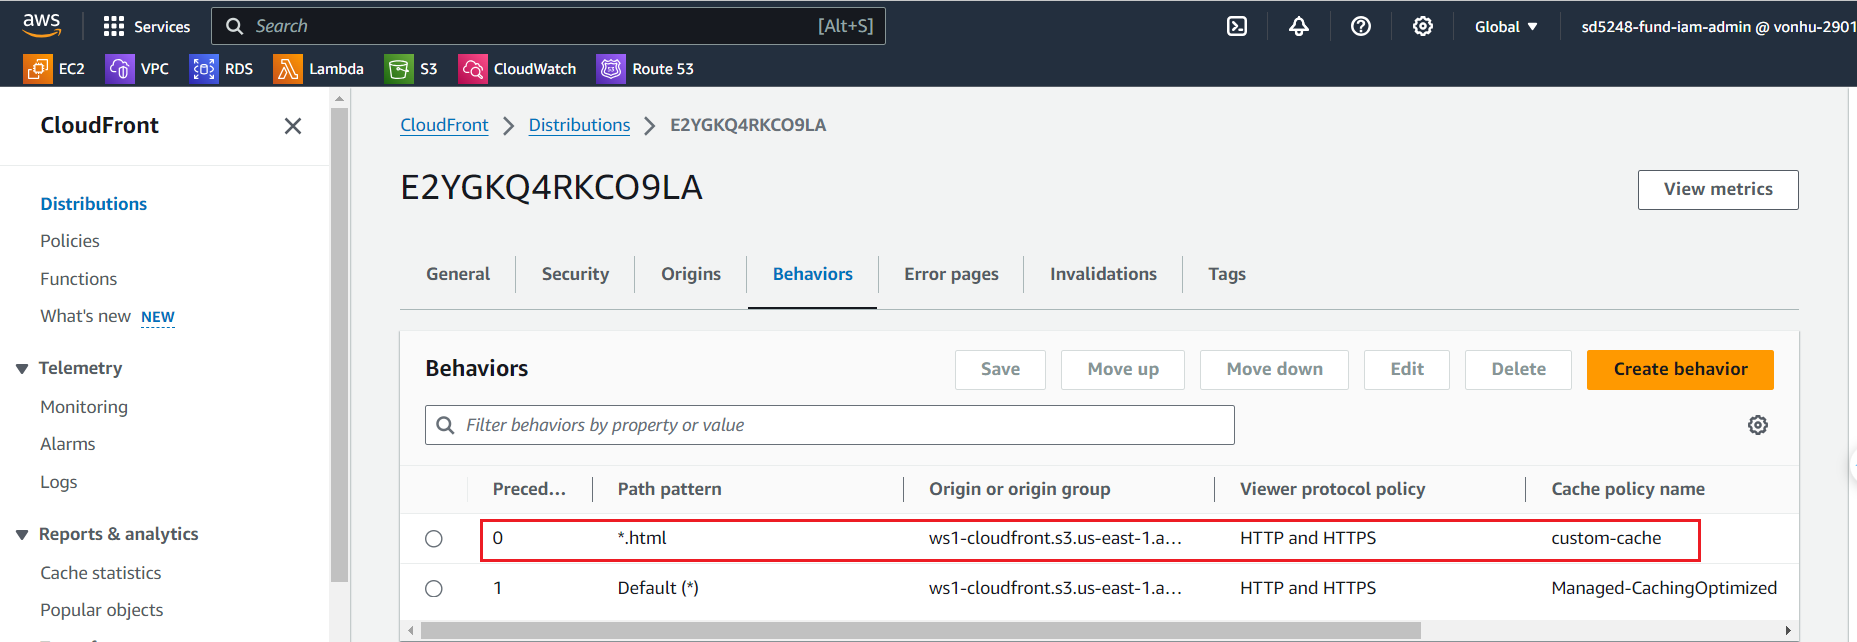 aws Services Search [Alt+S] Global ▼ sd5248-fund-iam-admin @ vonhu-2901
EC2 VPC RDS Lambda S3 CloudWatch Route 53
CloudFront
Distributions
Policies
Functions
What's new NEW
Telemetry
Monitoring
Alarms
Logs
Reports & analytics
Cache statistics
Popular objects
CloudFront > Distributions > E2YGKQ4RKCO9LA
E2YGKQ4RKCO9LA
View metrics
General Security Origins Behaviors Error pages Invalidations Tags
Behaviors Save Move up Move down Edit Delete Create behavior
Filter behaviors by property or value
Preced... Path pattern Origin or origin group Viewer protocol policy Cache policy name
0 *.html ws1-cloudfront.s3.us-east-1.a... HTTP and HTTPS custom-cache
1 Default (*) ws1-cloudfront.s3.us-east-1.a... HTTP and HTTPS Managed-CachingOptimized